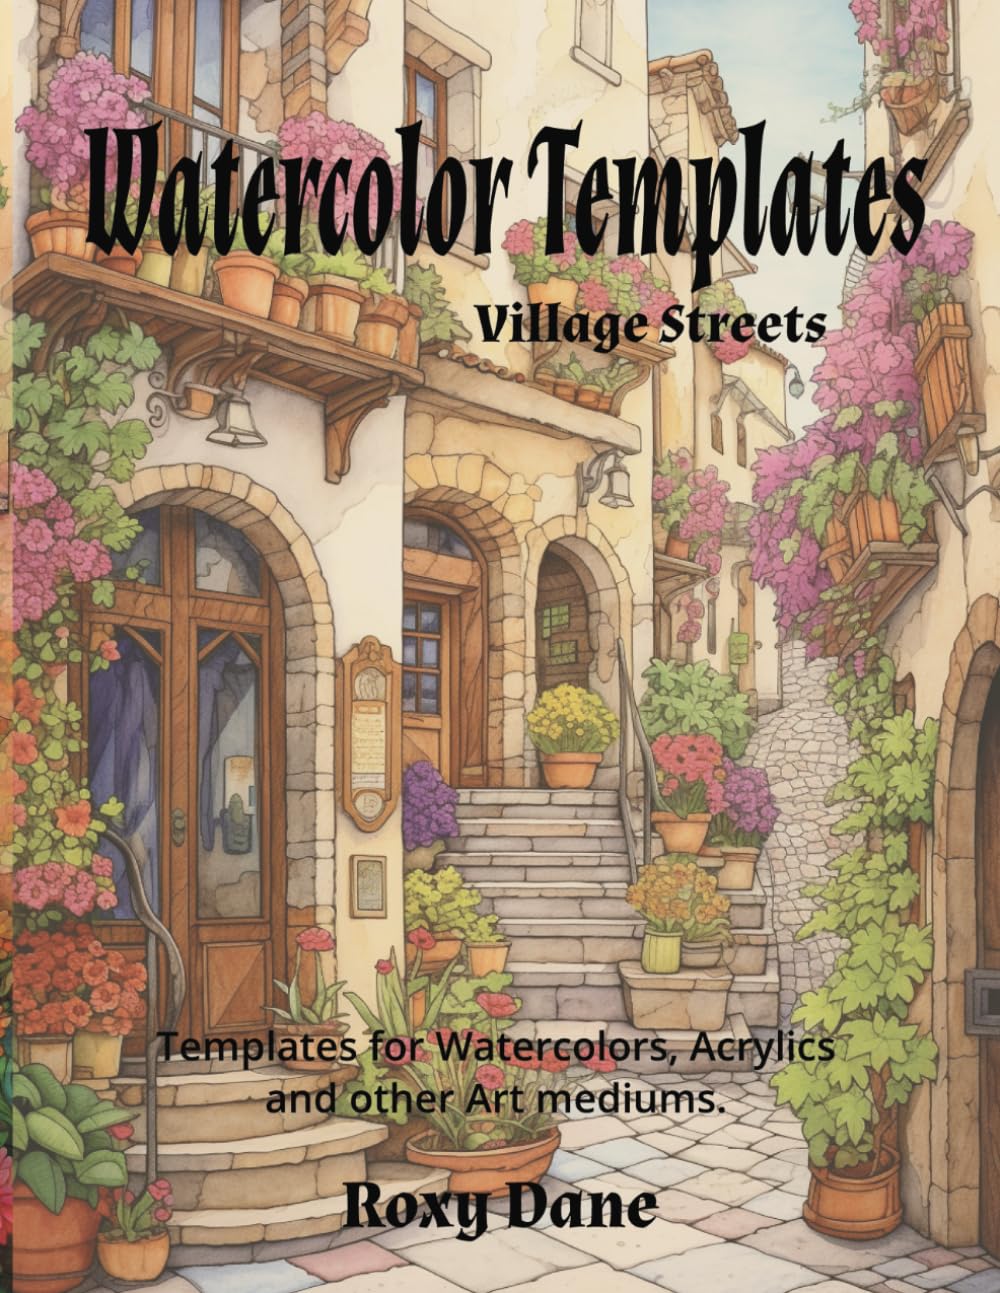 Watercolor Templates
Village Streets
Templates for Watercolors, Acrylics
and other Art mediums.
Roxy Dane